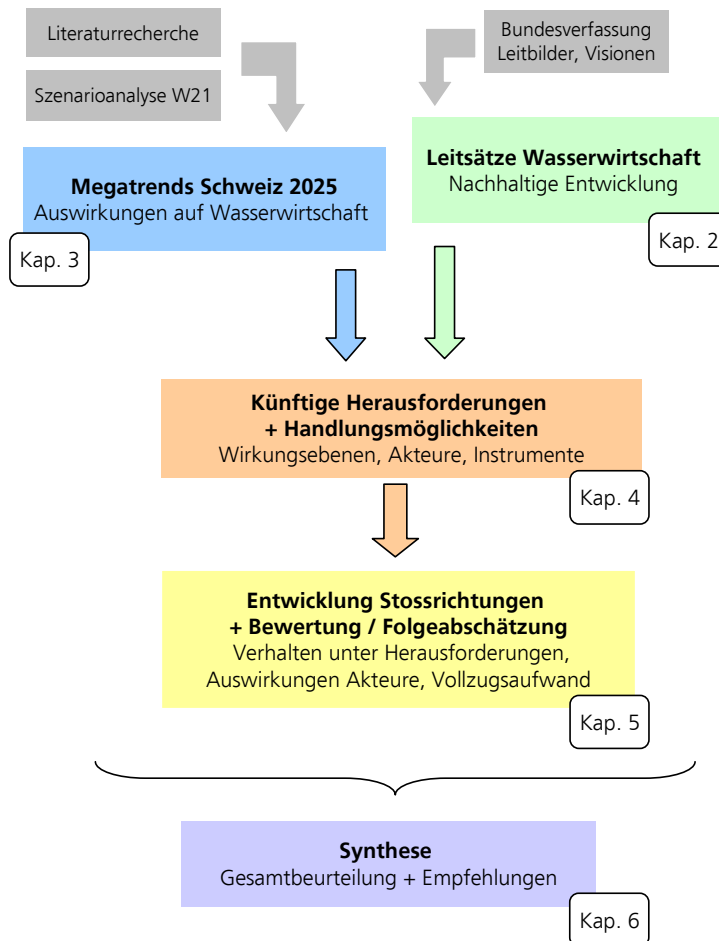 Literaturrecherche
Szenarioanalyse W21
Bundesverfassung
Leitbilder, Visionen
Megatrends Schweiz 2025
Auswirkungen auf Wasserwirtschaft
Kap. 3
Leitsätze Wasserwirtschaft
Nachhaltige Entwicklung
Kap. 2
Künftige Herausforderungen
+ Handlungsmöglichkeiten
Wirkungsebenen, Akteure, Instrumente
Kap. 4
Entwicklung Stossrichtungen
+ Bewertung / Folgeabschätzung
Verhalten unter Herausforderungen,
Auswirkungen Akteure, Vollzugsaufwand
Kap. 5
Synthese
Gesamtbeurteilung + Empfehlungen
Kap. 6